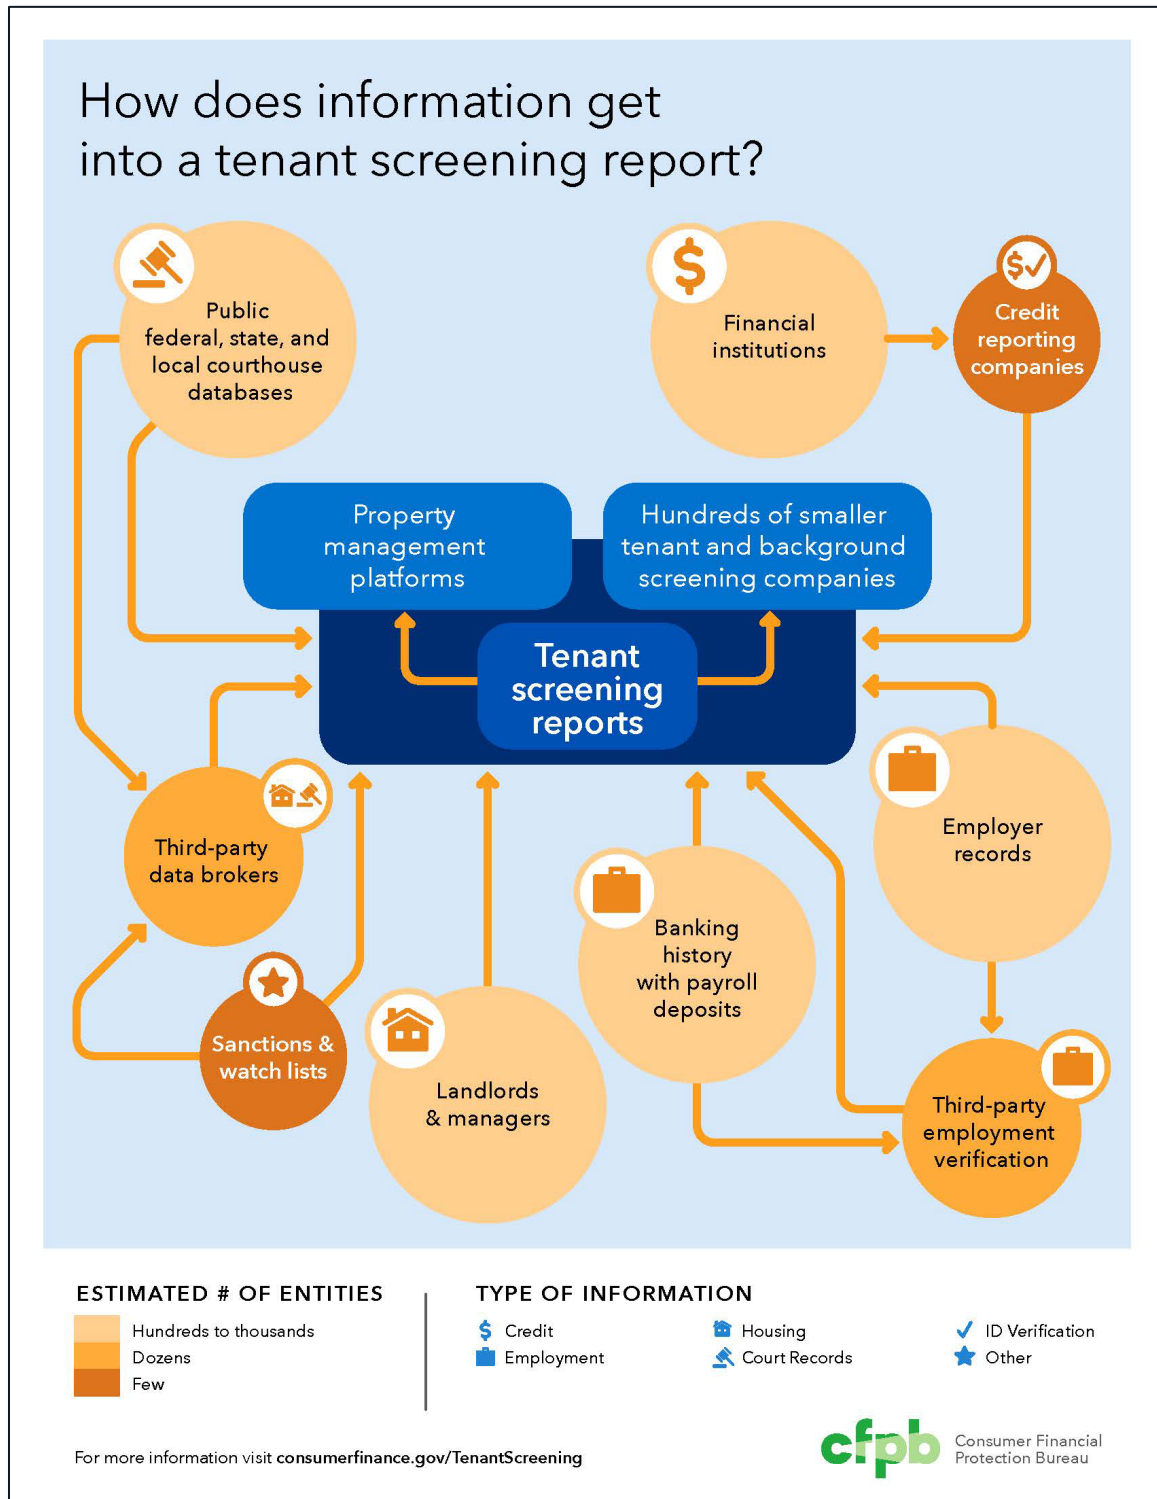 How does information get
into a tenant screening report?
Public
federal, state, and
local courthouse
databases
Financial
institutions
Credit
reporting
companies
Property
management
platforms
Hundreds of smaller
tenant and background
screening companies
Tenant
screening
reports
Third-party
data brokers
Employer
records
Banking
history
with payroll
deposits
Sanctions &
watch lists
Landlords
& managers
Third-party
employment
verification
ESTIMATED # OF ENTITIES
Hundreds to thousands
Dozens
Few
TYPE OF INFORMATION
Credit
Housing
ID Verification
Employment
Court Records
Other
For more information visit consumerfinance.gov/TenantScreening
cfpb
Consumer Financial
Protection Bureau